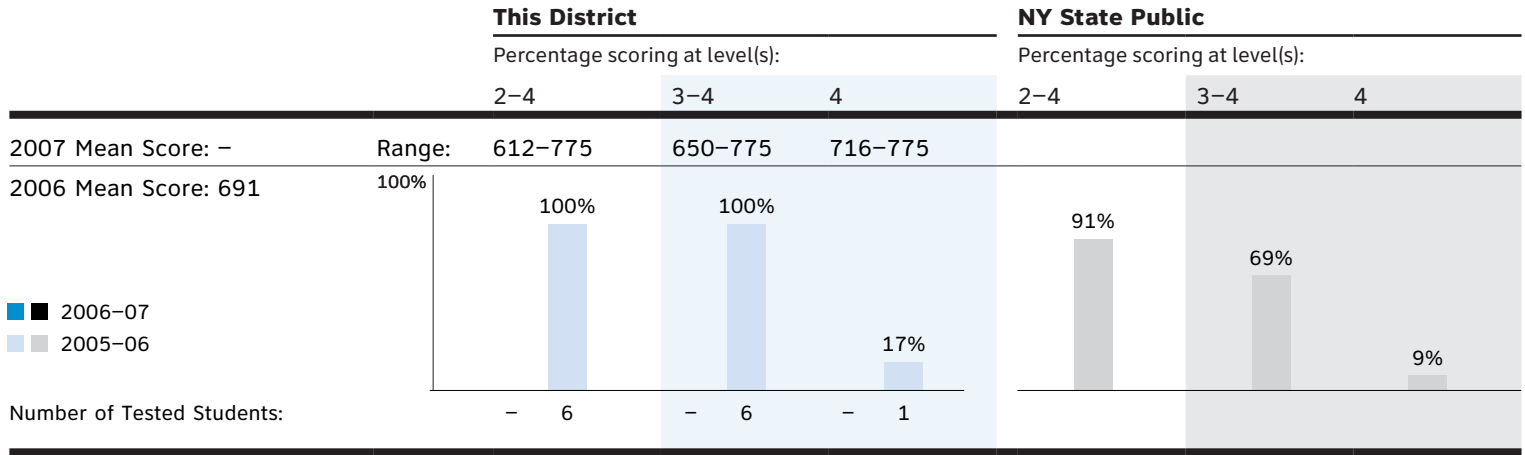 This District NY State Public
Percentage scoring at level(s): Percentage scoring at level(s):
2–4 3–4 4 2–4 3–4 4
2007 Mean Score: – Range: 612–775 650–775 716–775
2006 Mean Score: 691 100%
100% 100% 91%
69%
2006–07
2005–06 17%
9%
Number of Tested Students: – 6 – 6 – 1